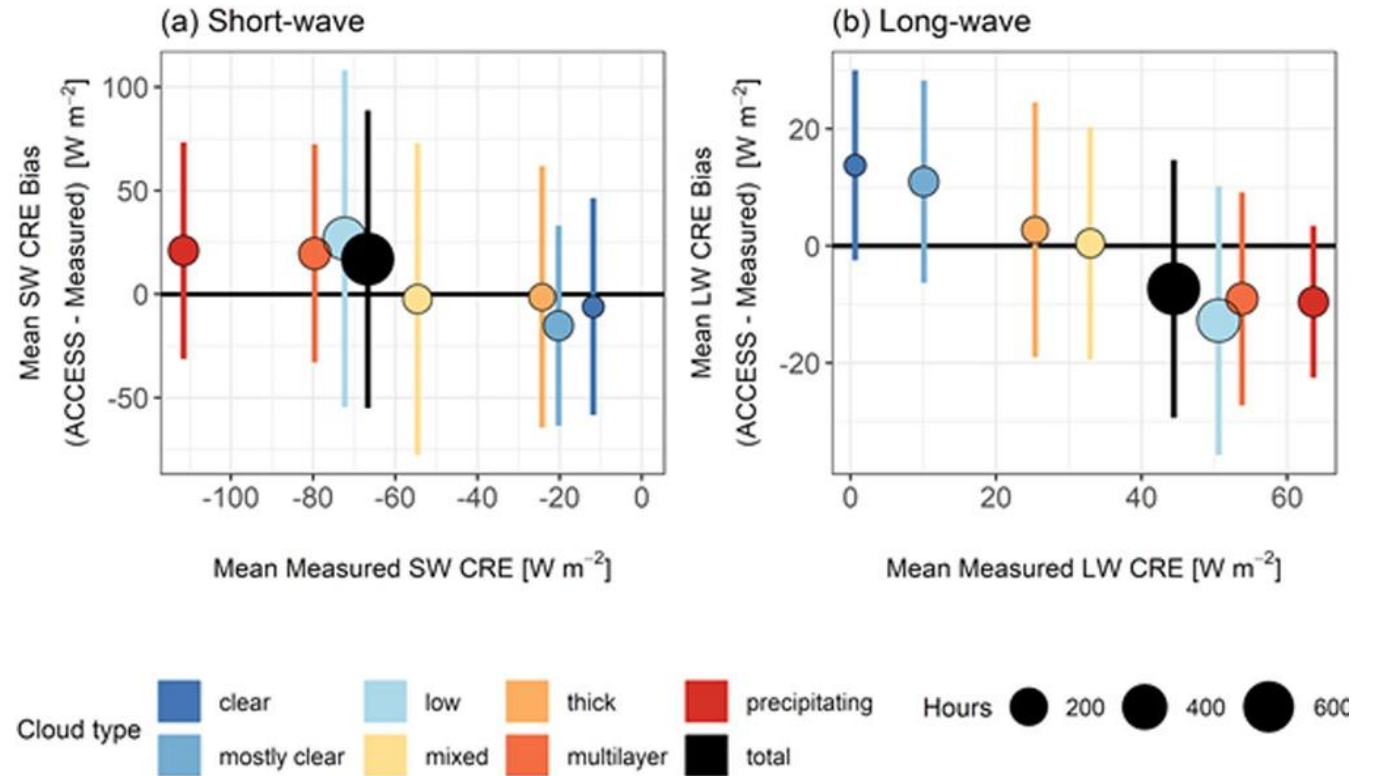 (a) Short-wave
Mean SW CRE Bias
(ACCESS - Measured) [W m⁻²]
100
50
0
-50
-100 -80 -60 -40 -20 0
Mean Measured SW CRE [W m⁻²]
(b) Long-wave
Mean LW CRE Bias
(ACCESS - Measured) [W m⁻²]
20
0
-20
0 20 40 60
Mean Measured LW CRE [W m⁻²]
Cloud type
clear low thick precipitating
mostly clear mixed multilayer total
Hours 200 400 600